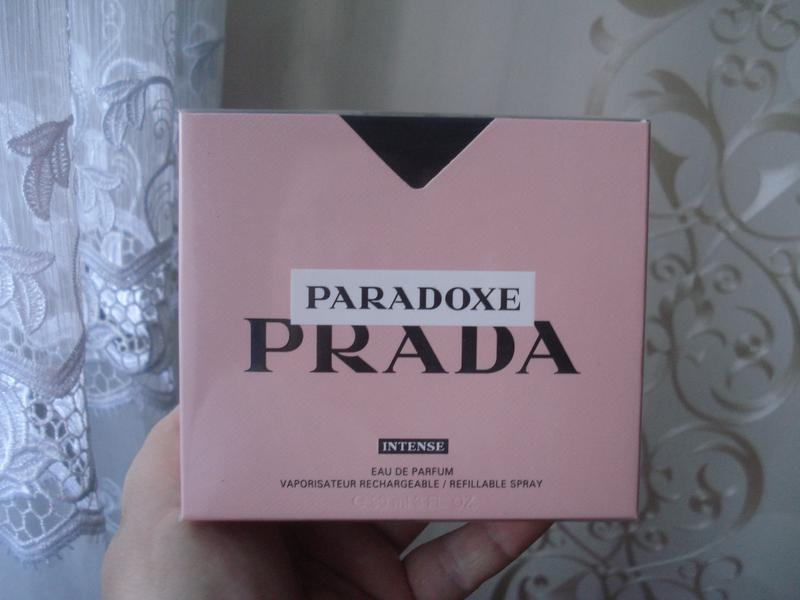 PARADOXE
PRADA
INTENSE
EAU DE PARFUM
VAPORISATEUR RECHARGEABLE / REFILLABLE SPRAY